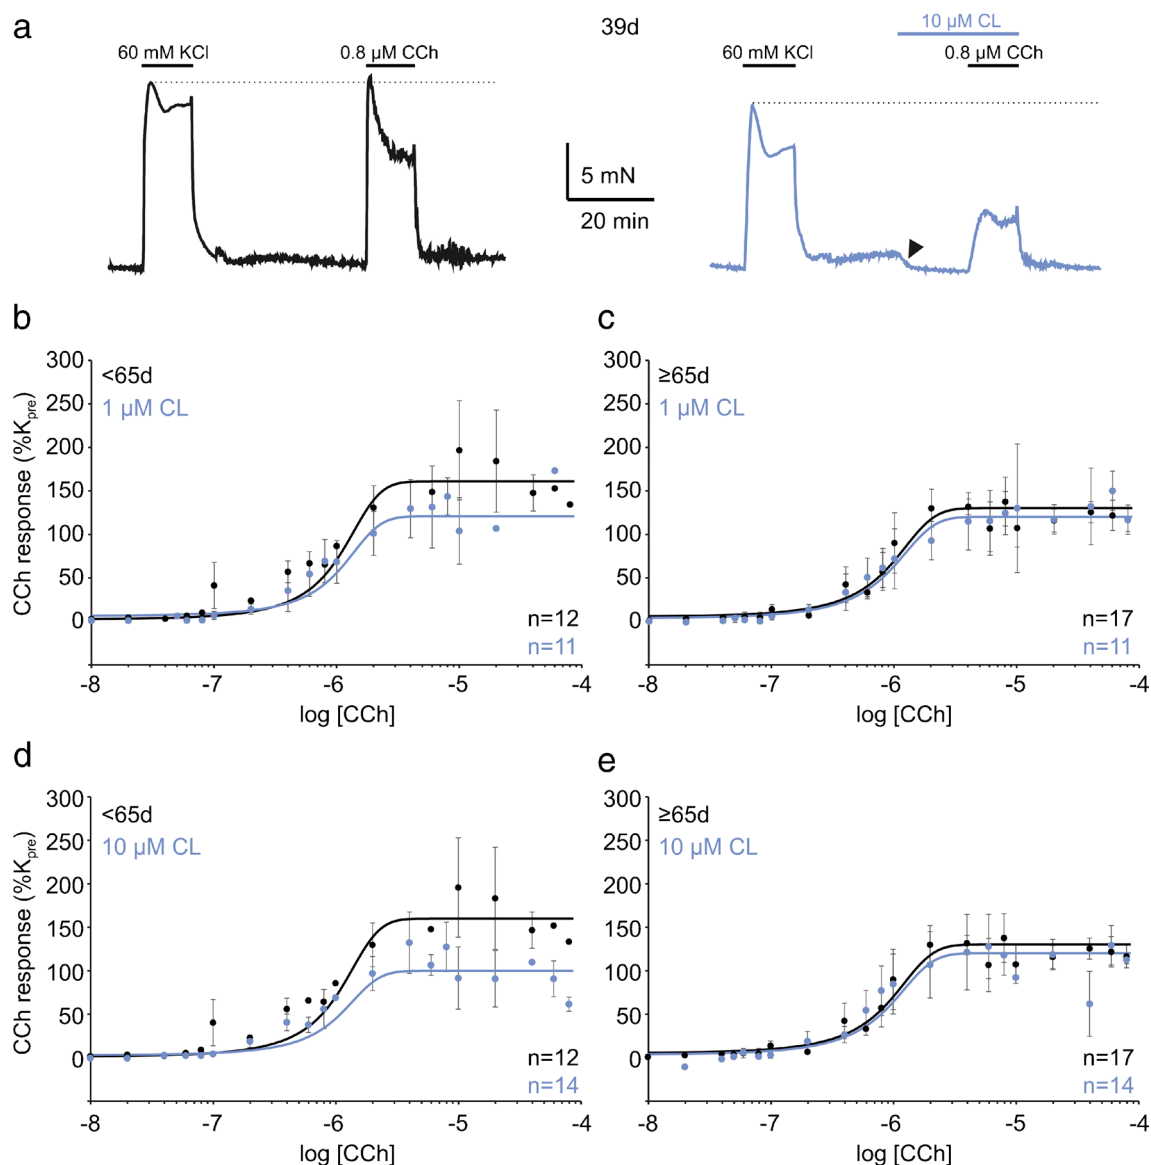 a
39d
10 µM CL
60 mM KCl
0.8 µM CCh
60 mM KCl
0.8 µM CCh
5 mN
20 min
b
300
250
200
150
100
50
0
CCh response (%Kpre)
<65d
1 µM CL
n=12
n=11
-8
-7
-6
-5
-4
log [CCh]
c
300
250
200
150
100
50
0
≥65d
1 µM CL
n=17
n=11
-8
-7
-6
-5
-4
log [CCh]
d
300
250
200
150
100
50
0
CCh response (%Kpre)
<65d
10 µM CL
n=12
n=14
-8
-7
-6
-5
-4
log [CCh]
e
300
250
200
150
100
50
0
≥65d
10 µM CL
n=17
n=14
-8
-7
-6
-5
-4
log [CCh]